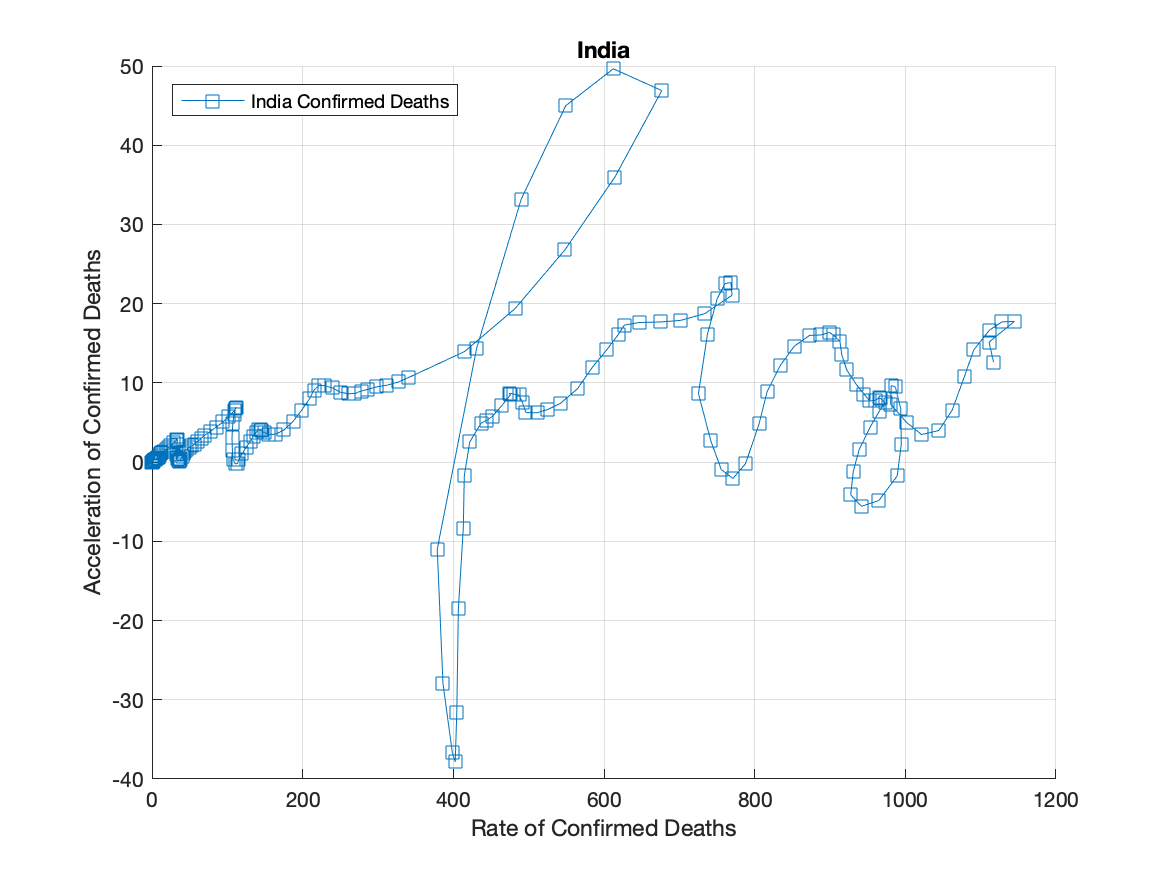 India
India Confirmed Deaths
50
40
30
20
10
0
-10
-20
-30
-40
Acceleration of Confirmed Deaths
0 200 400 600 800 1000 1200
Rate of Confirmed Deaths